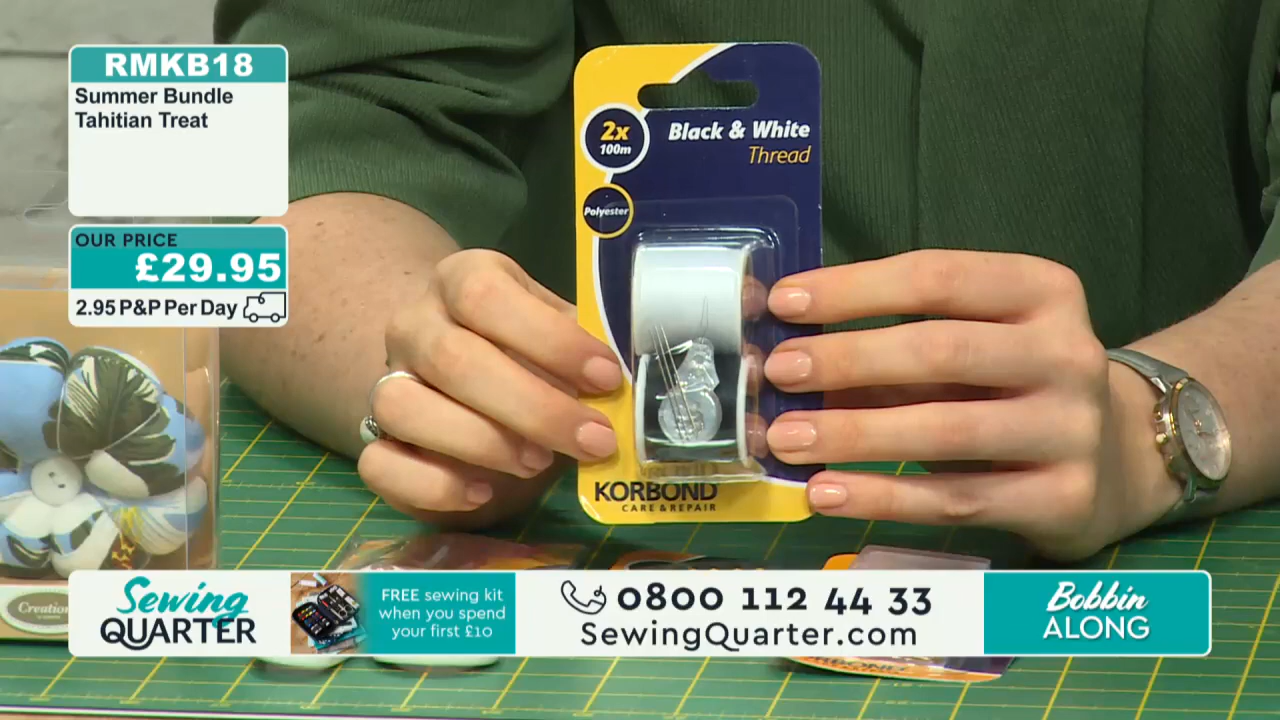 RMKB18
Summer Bundle
Tahitian Treat
OUR PRICE
£29.95
2.95 P&P Per Day
2x
100m
Black & White
Thread
Polyester
KORBOND
CARE & REPAIR
Creation
Sewing
QUARTER
FREE sewing kit
when you spend
your first £10
0800 112 44 33
SewingQuarter.com
Bobbin
ALONG